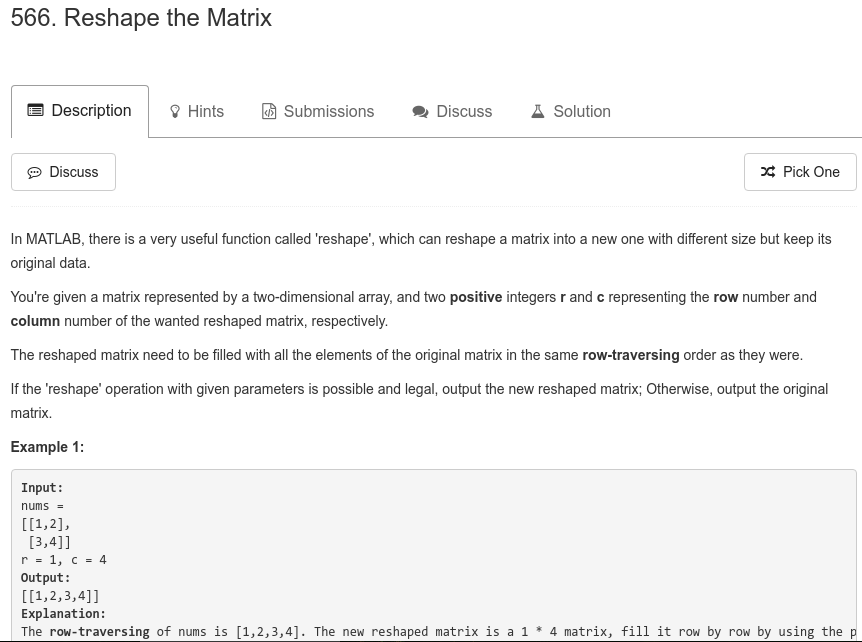 566. Reshape the Matrix
Description
Hints
Submissions
Discuss
Solution
Discuss
Pick One
In MATLAB, there is a very useful function called 'reshape', which can reshape a matrix into a new one with different size but keep its
original data.
You're given a matrix represented by a two-dimensional array, and two positive integers r and c representing the row number and
column number of the wanted reshaped matrix, respectively.
The reshaped matrix need to be filled with all the elements of the original matrix in the same row-traversing order as they were.
If the 'reshape' operation with given parameters is possible and legal, output the new reshaped matrix; Otherwise, output the original
matrix.
Example 1:
Input:
nums =
[[1,2],
[3,4]]
r = 1, c = 4
Output:
[[1,2,3,4]]
Explanation:
The row-traversing of nums is [1,2,3,4]. The new reshaped matrix is a 1 * 4 matrix, fill it row by row by using the p